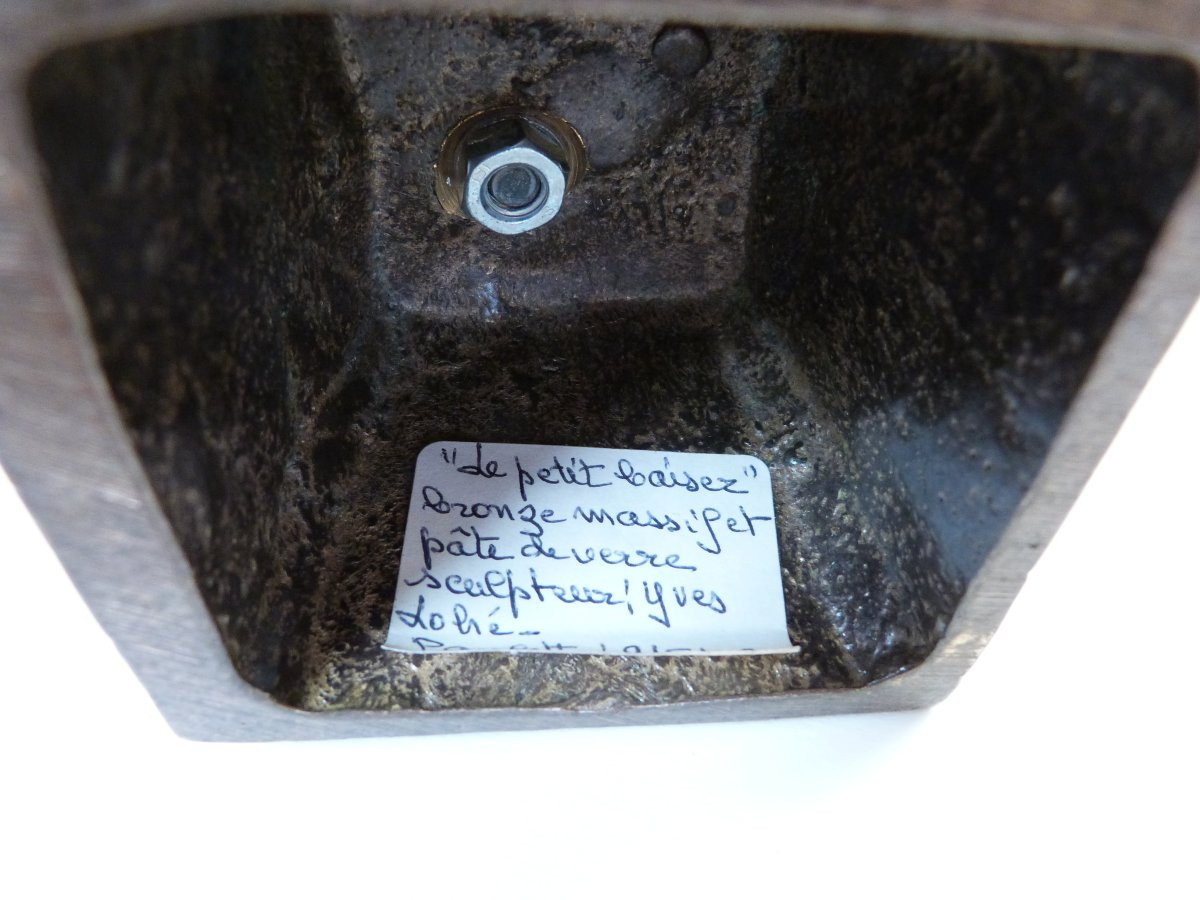 "Le petit baiser"
bronze massif et
pâte de verre
sculpteur: Yves
Lohé-